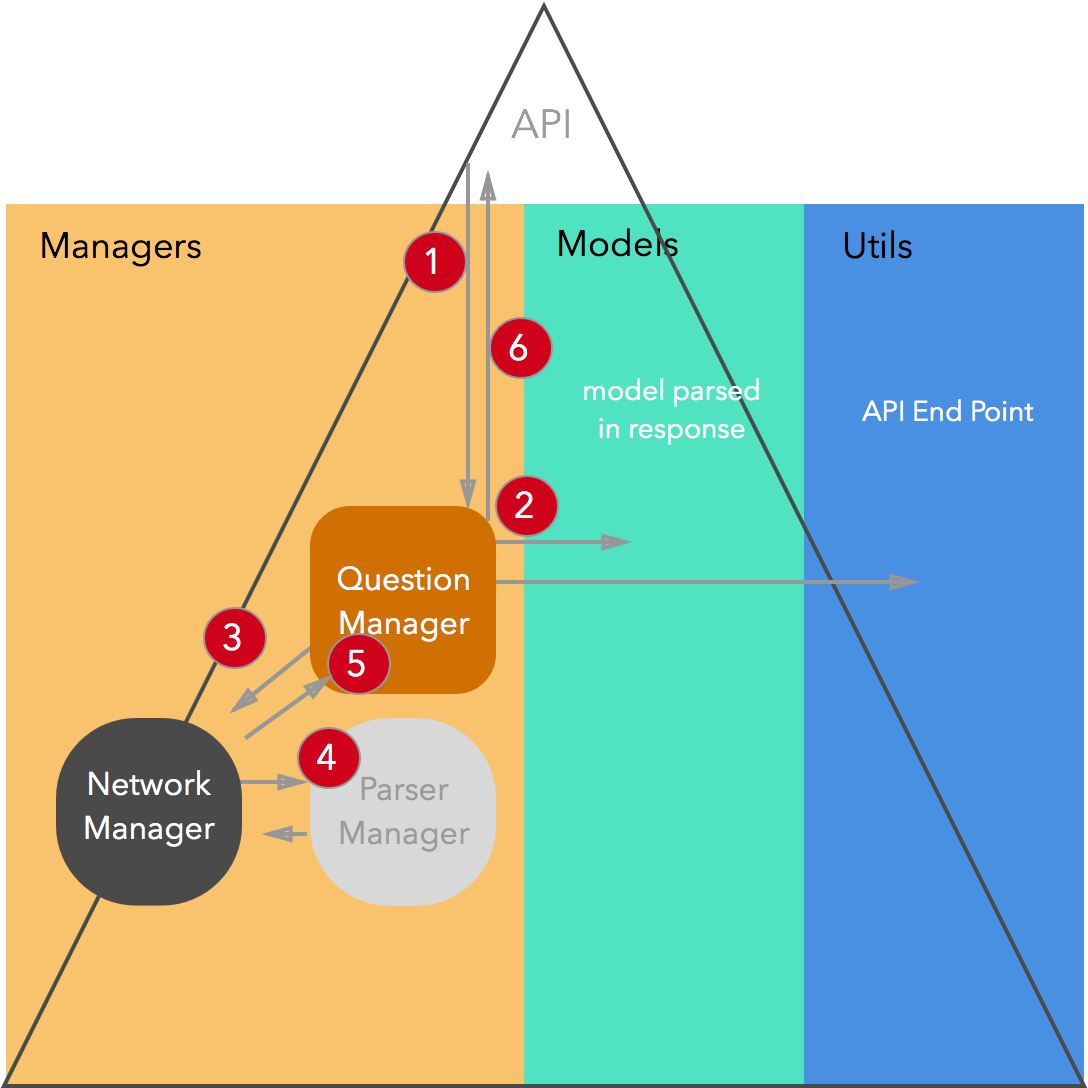 API
Managers
Models
Utils
1
6
model parsed
in response
API End Point
2
Question
Manager
3
5
4
Network
Manager
Parser
Manager